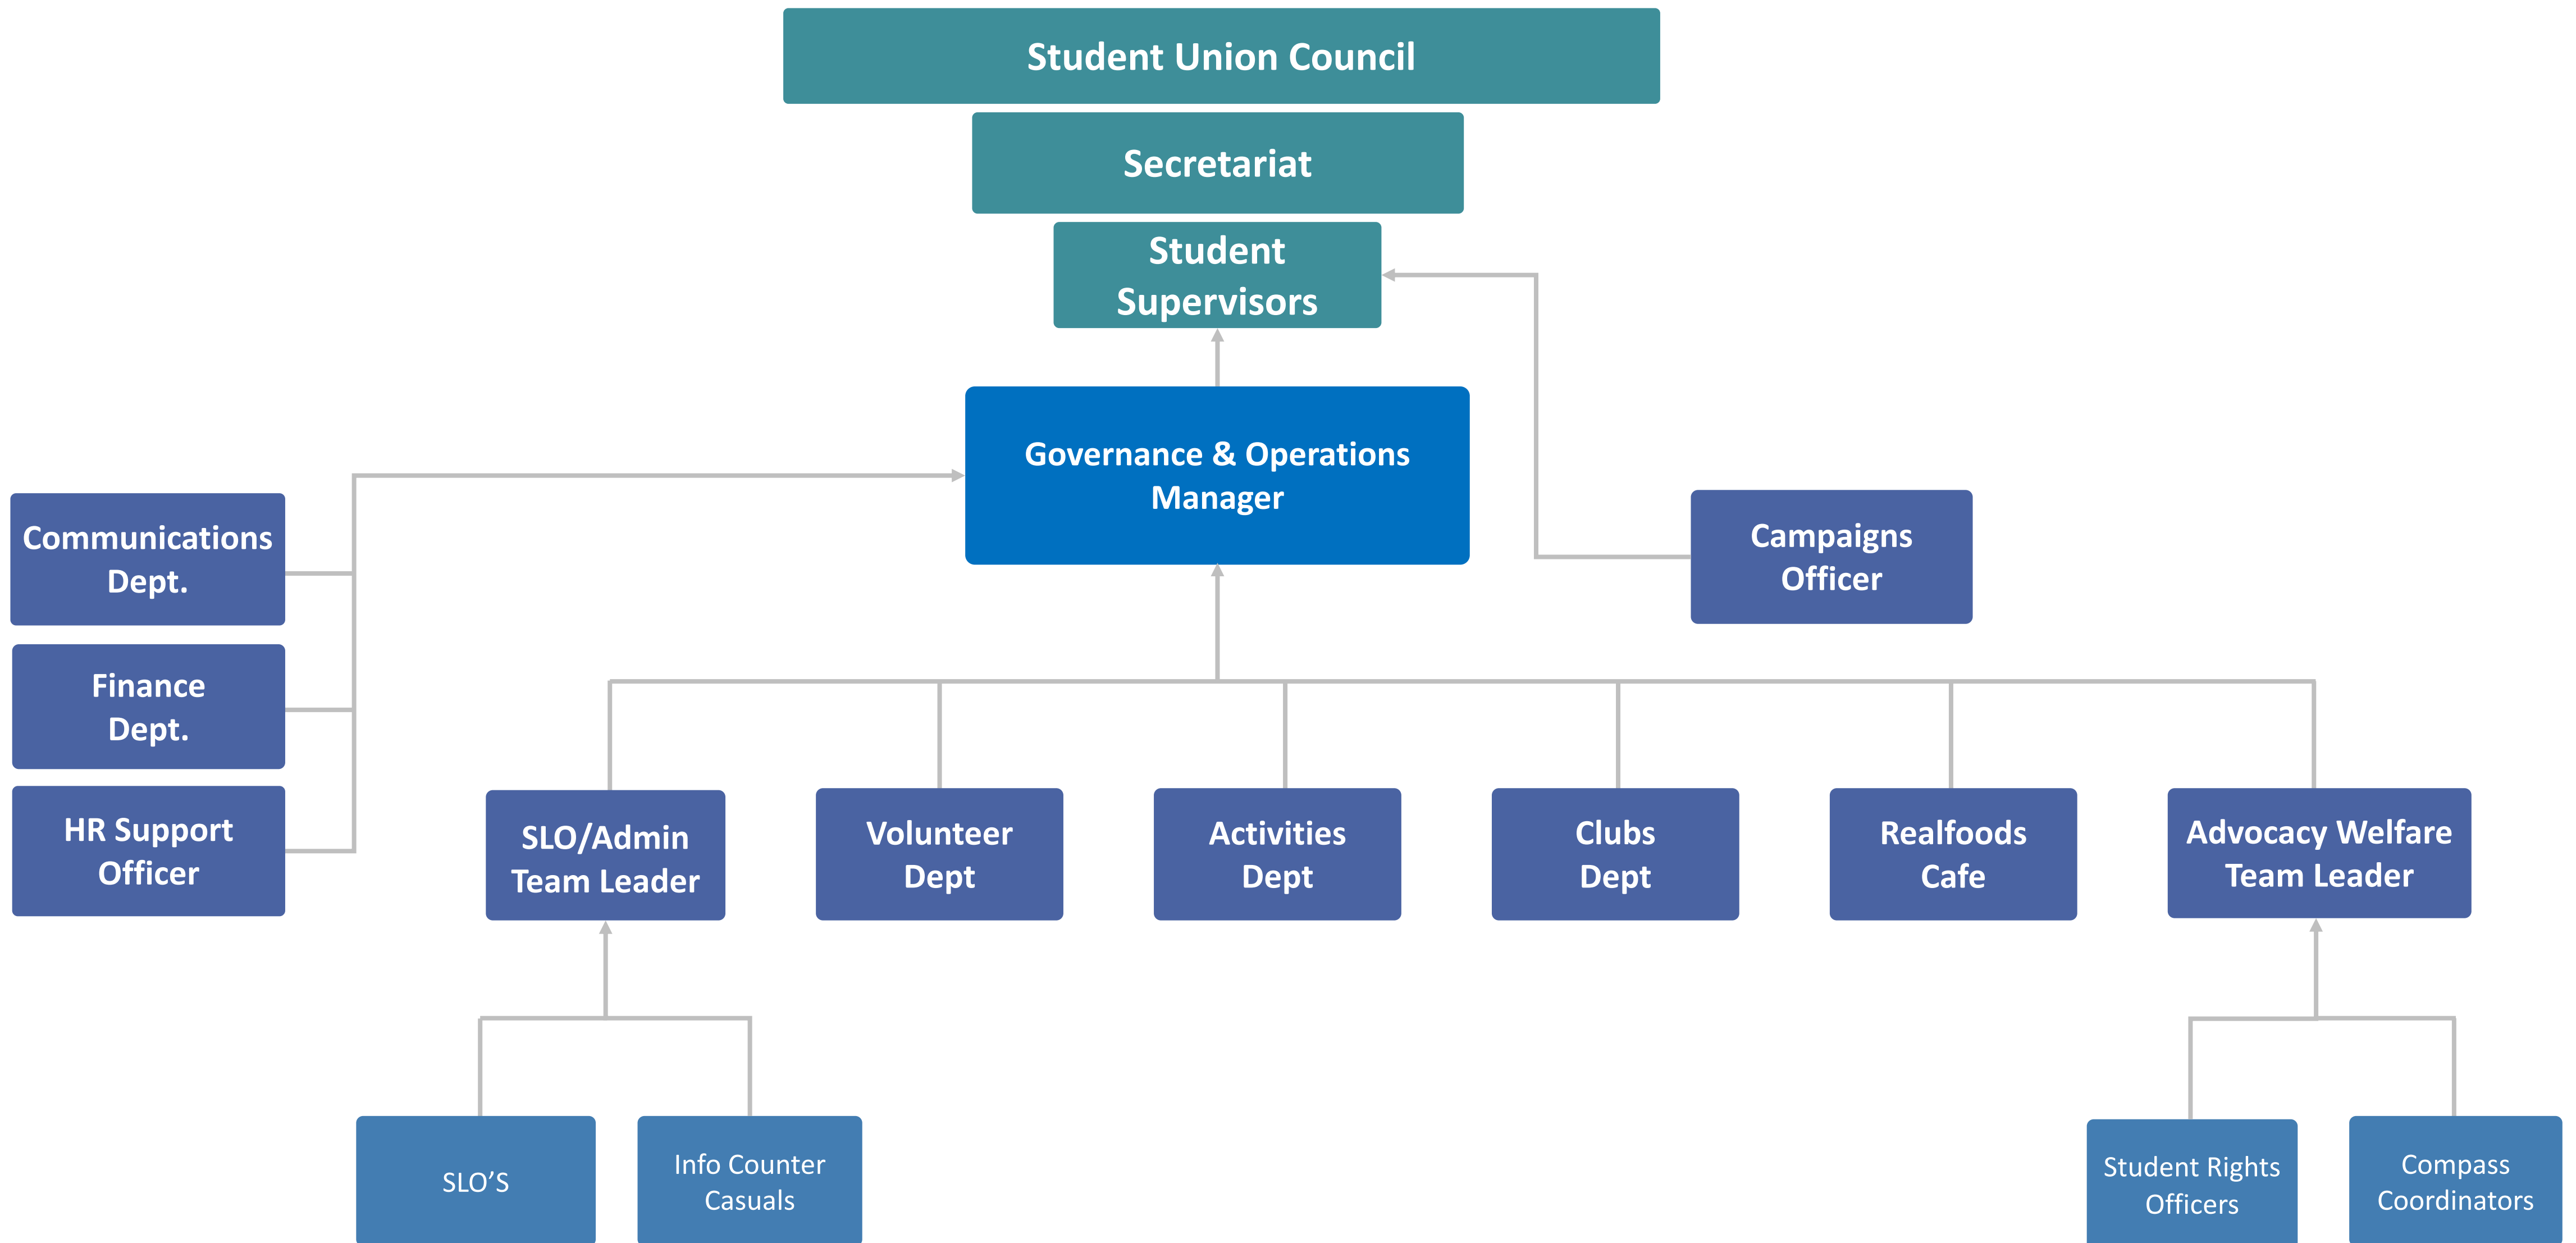 Student Union Council
Secretariat
Student
Supervisors
Governance & Operations
Manager
Communications
Dept.
Campaigns
Officer
Finance
Dept.
HR Support
Officer
SLO/Admin
Team Leader
Volunteer
Dept
Activities
Dept
Clubs
Dept
Realfoods
Cafe
Advocacy Welfare
Team Leader
SLO’S
Info Counter
Casuals
Student Rights
Officers
Compass
Coordinators